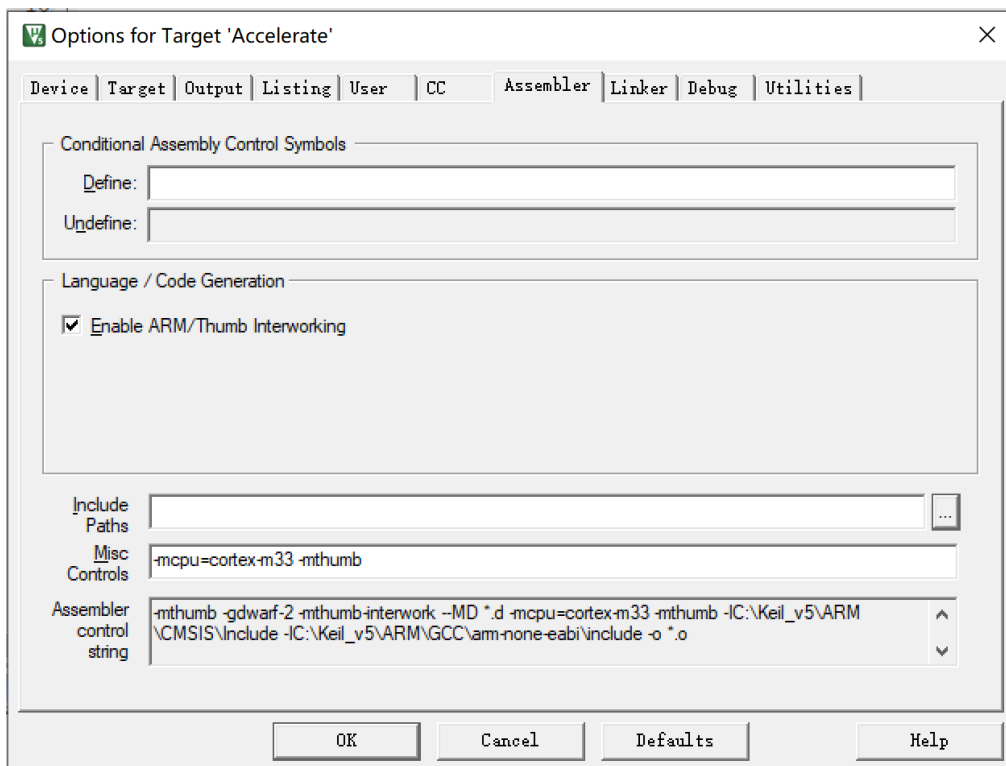 Options for Target 'Accelerate'
Device Target Output Listing User CC Assembler Linker Debug Utilities
Conditional Assembly Control Symbols
Define:
Undefine:
Language / Code Generation
Enable ARM/Thumb Interworking
Include
Paths
...
Misc
Controls
-mcpu=cortex-m33 -mthumb
Assembler
control
string
-mthumb -gdwarf-2 -mthumb-interwork --MD *.d -mcpu=cortex-m33 -mthumb -IC:\Keil_v5\ARM
\CMSIS\Include -IC:\Keil_v5\ARM\GCC\arm-none-eabi\include -o *.o
OK Cancel Defaults Help